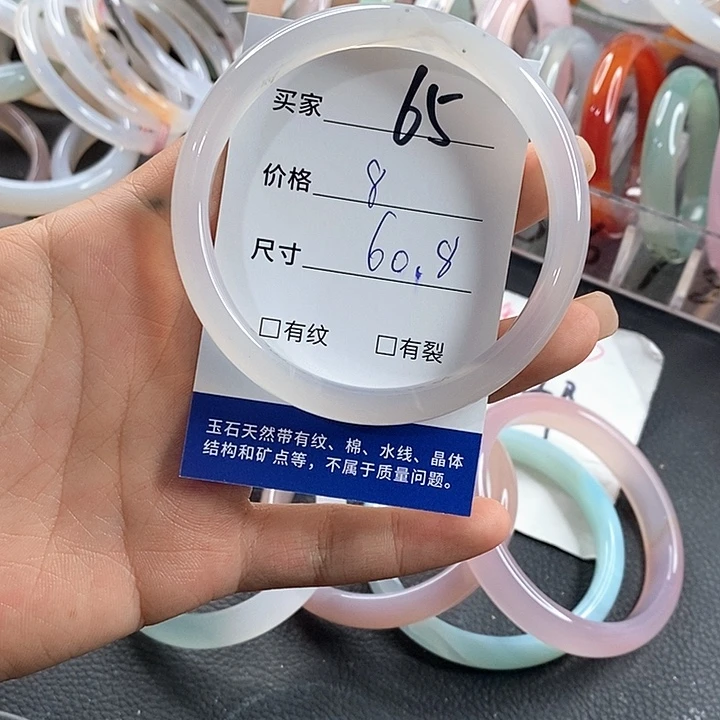 买家 65
价格 8
尺寸 60.8
□有纹 □有裂
玉石天然带有纹、棉、水线、晶体
结构和矿点等，不属于质量问题。